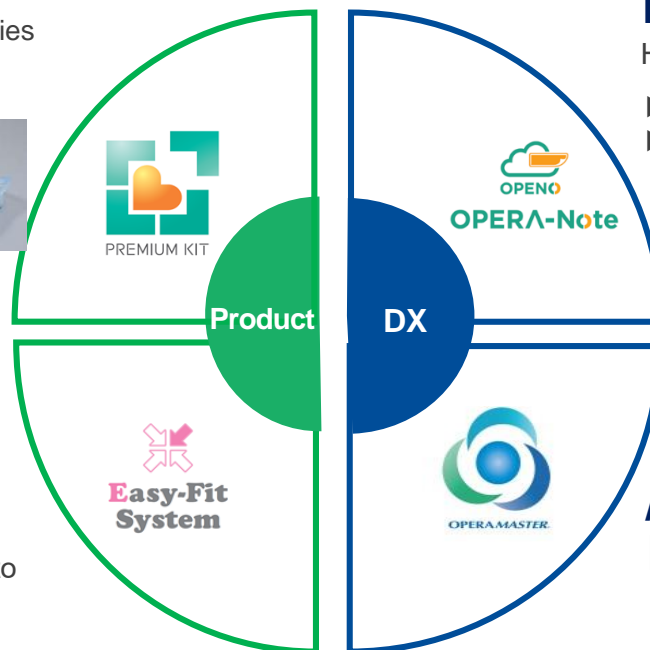 ies
H
PREMIUM KIT
OPENO
OPERA-Note
Product
DX
Easy-Fit
System
OPERAMASTER
o